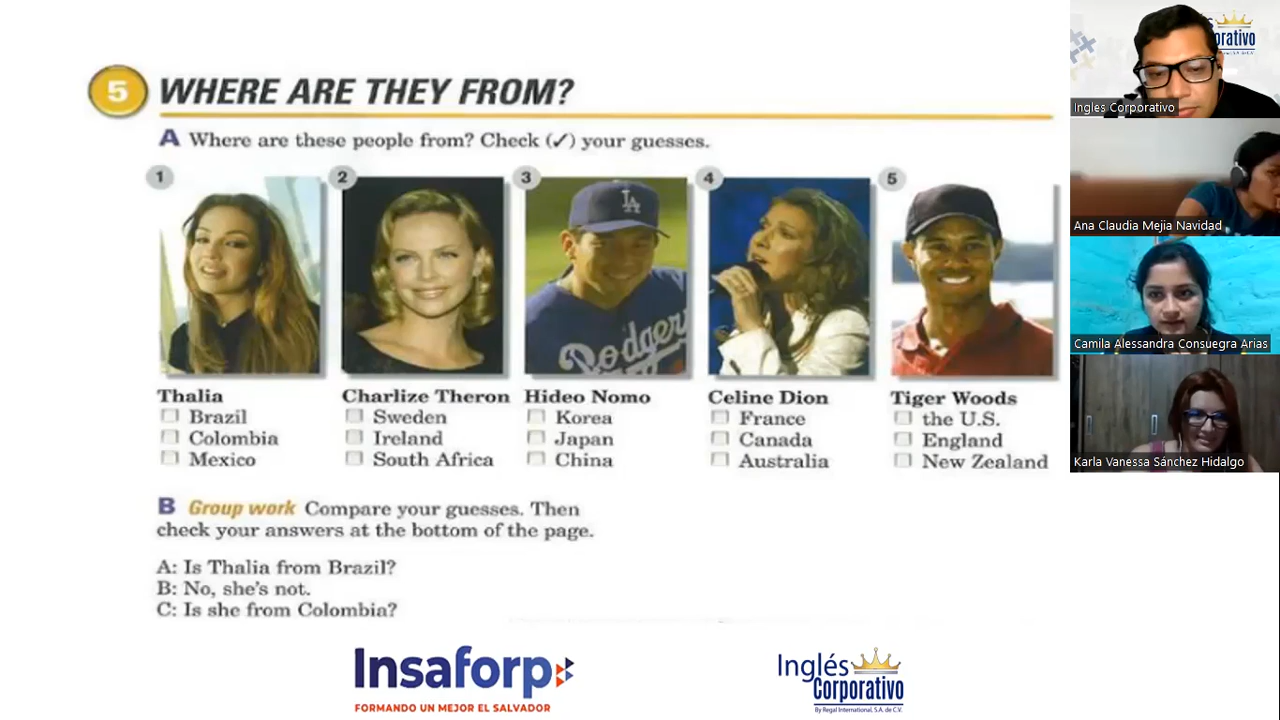 5 WHERE ARE THEY FROM?
A Where are these people from? Check (✓) your guesses.
1
2
3
4
5
LA
Dodgers
Thalia
Brazil
Colombia
Mexico
Charlize Theron
Sweden
Ireland
South Africa
Hideo Nomo
Korea
Japan
China
Celine Dion
France
Canada
Australia
Tiger Woods
the U.S.
England
New Zealand
B Group work Compare your guesses. Then
check your answers at the bottom of the page.
A: Is Thalia from Brazil?
B: No, she's not.
C: Is she from Colombia?
Insaforp
FORMANDO UN MEJOR EL SALVADOR
Inglés
Corporativo
By Regal International, S.A. de C.V.
Ingles Corporativo
Ana Claudia Mejia Navidad
Camila Alessandra Consuegra Arias
Karla Vanessa Sánchez Hidalgo